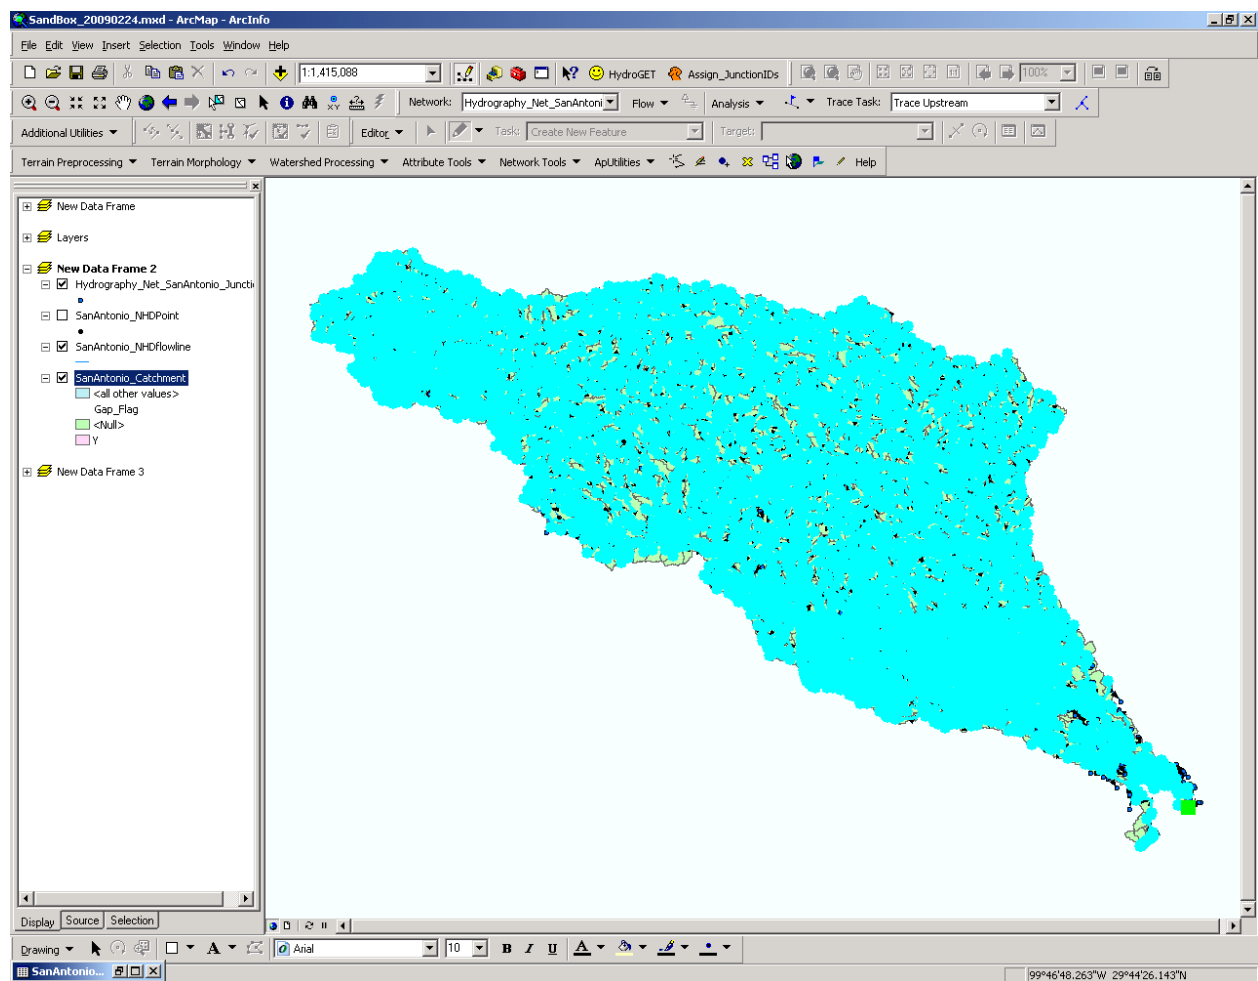 SandBox_20090224.mxd - ArcMap - ArcInfo
File Edit View Insert Selection Tools Window Help
1:1,415,088 HydroGET Assign_JunctionIDs 100%
Network: Hydrography_Net_SanAntoni Flow Analysis Trace Task: Trace Upstream
Additional Utilities Editor Task: Create New Feature Target:
Terrain Preprocessing Terrain Morphology Watershed Processing Attribute Tools Network Tools ApUtilities Help
New Data Frame
Layers
New Data Frame 2
Hydrography_Net_SanAntonio_Juncti
SanAntonio_NHDPoint
SanAntonio_NHDflowline
SanAntonio_Catchment
<all other values>
Gap_Flag
<Null>
Y
New Data Frame 3
Display Source Selection
Drawing A Arial 10 B I U A
SanAntonio...
99°46'48.263"W 29°44'26.143"N